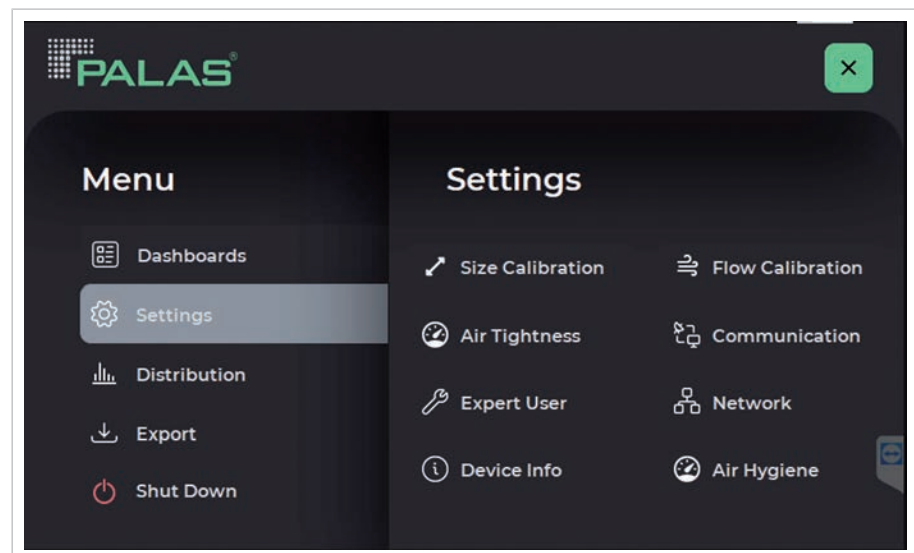 PALAS®
Menu
Dashboards
Settings
Distribution
Export
Shut Down
Settings
Size Calibration
Flow Calibration
Air Tightness
Communication
Expert User
Network
Device Info
Air Hygiene